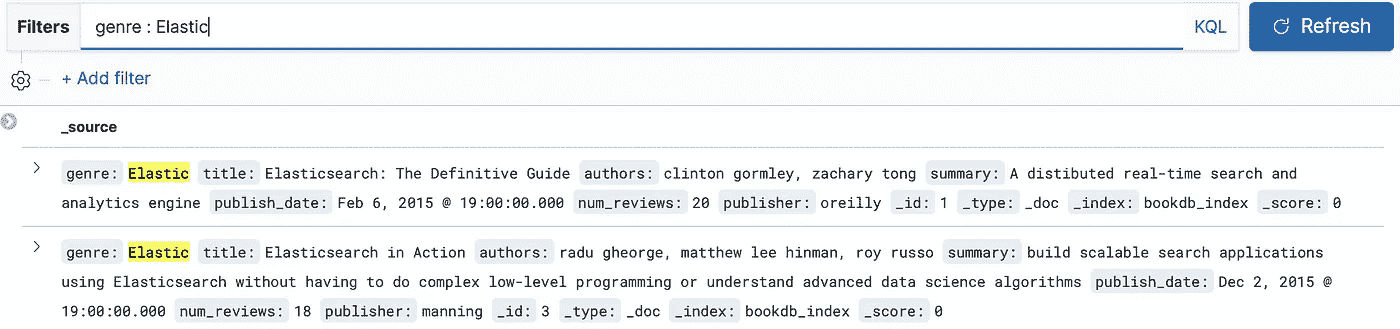 Filters genre : Elastic KQL Refresh
+ Add filter
_source
genre: Elastic title: Elasticsearch: The Definitive Guide authors: clinton gormley, zachary tong summary: A distibuted real-time search and
analytics engine publish_date: Feb 6, 2015 @ 19:00:00.000 num_reviews: 20 publisher: oreilly _id: 1 _type: _doc _index: bookdb_index _score: 0
genre: Elastic title: Elasticsearch in Action authors: radu gheorge, matthew lee hinman, roy russo summary: build scalable search applications
using Elasticsearch without having to do complex low-level programming or understand advanced data science algorithms publish_date: Dec 2, 2015 @
19:00:00.000 num_reviews: 18 publisher: manning _id: 3 _type: _doc _index: bookdb_index _score: 0